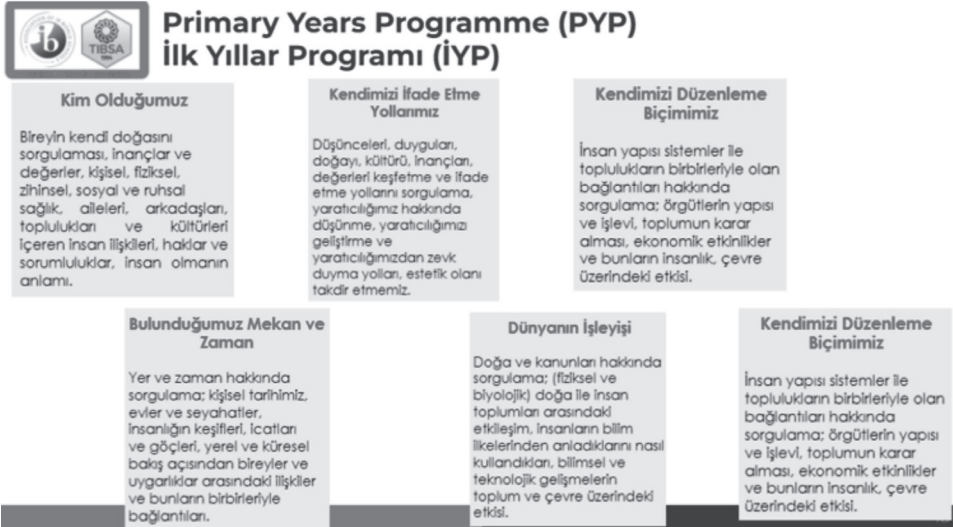 Primary Years Programme (PYP)
İlk Yıllar Programı (İYP)
ib
TIBSA
Kim Olduğumuz
Bireyin kendi doğasını
sorgulaması, inançlar ve
değerler, kişisel, fiziksel,
zihinsel, sosyal ve ruhsal
sağlık, aileleri, arkadaşları,
toplulukları ve kültürleri
içeren insan ilişkileri, haklar ve
sorumluluklar, insan olmanın
anlamı.
Kendimizi İfade Etme
Yollarımız
Düşünceleri, duyguları,
doğayı, kültürü, inançları,
değerleri keşfetme ve ifade
etme yollarını sorgulama,
yaratıcılığımız hakkında
düşünme, yaratıcılığımızı
geliştirme ve
yaratıcılığımızdan zevk
duyma yolları, estetik olanı
takdir etmemiz.
Kendimizi Düzenleme
Biçimimiz
İnsan yapısı sistemler ile
toplulukların birbirleriyle olan
bağlantıları hakkında
sorgulama; örgütlerin yapısı
ve işlevi, toplumun karar
alması, ekonomik etkinlikler
ve bunların insanlık, çevre
üzerindeki etkisi.
Bulunduğumuz Mekan ve
Zaman
Yer ve zaman hakkında
sorgulama; kişisel tarihimiz,
evler ve seyahatler,
insanlığın keşifleri, icatları
ve göçleri, yerel ve küresel
bakış açısından bireyler ve
uygarlıklar arasındaki ilişkiler
ve bunların birbirleriyle
bağlantıları.
Dünyanın İşleyişi
Doğa ve kanunları hakkında
sorgulama; (fiziksel ve
biyolojik) doğa ile insan
toplumları arasındaki
etkileşim, insanların bilim
ilkelerinden anladıklarını nasıl
kullandıkları, bilimsel ve
teknolojik gelişmelerin
toplum ve çevre üzerindeki
etkisi.
Kendimizi Düzenleme
Biçimimiz
İnsan yapısı sistemler ile
toplulukların birbirleriyle olan
bağlantıları hakkında
sorgulama; örgütlerin yapısı
ve işlevi, toplumun karar
alması, ekonomik etkinlikler
ve bunların insanlık, çevre
üzerindeki etkisi.